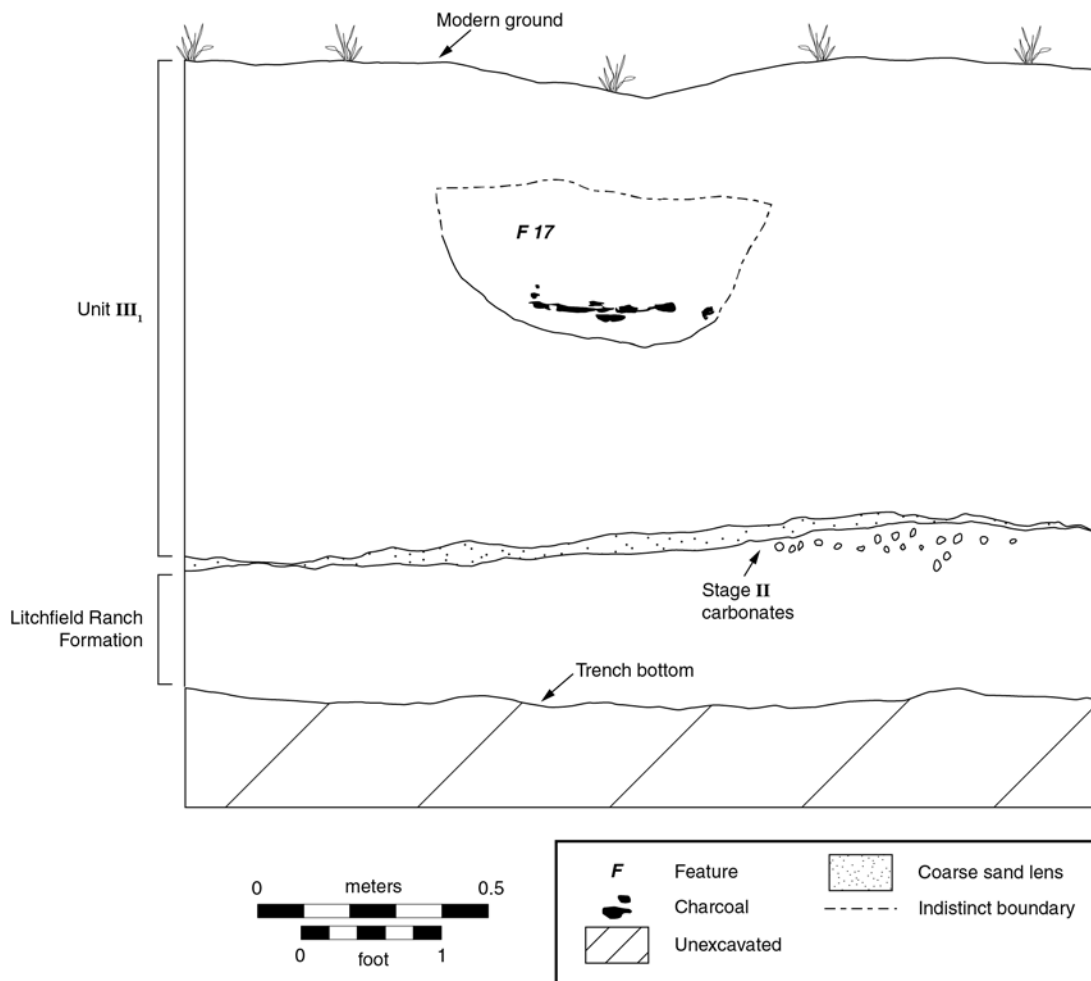 Modern ground
F 17
Unit III₁
Stage II
carbonates
Litchfield Ranch
Formation
Trench bottom
0 meters 0.5
0 foot 1
F Feature
Charcoal
Unexcavated
Coarse sand lens
Indistinct boundary